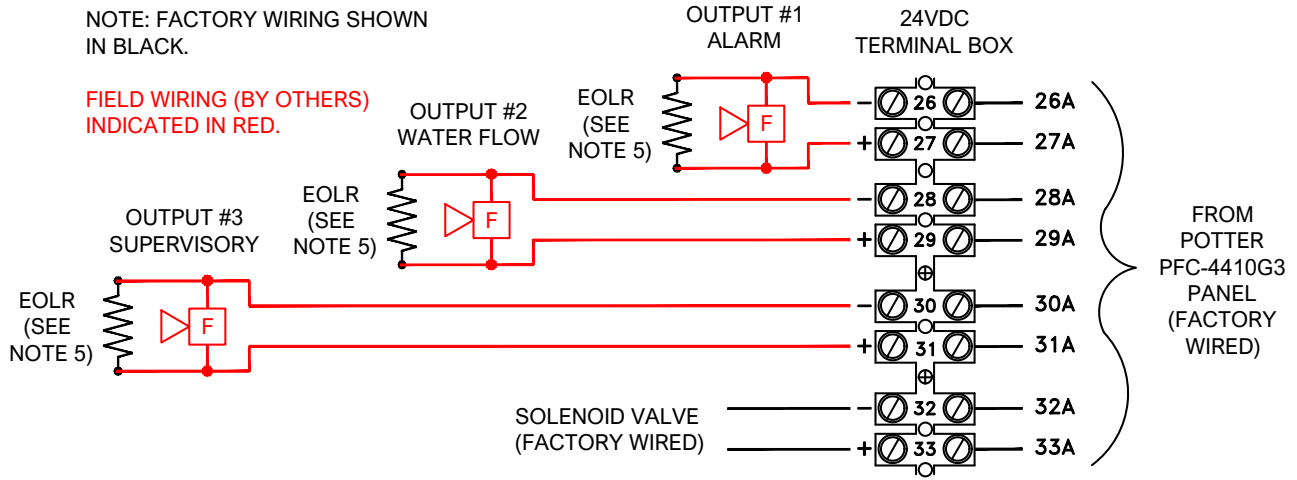 NOTE: FACTORY WIRING SHOWN
IN BLACK.
FIELD WIRING (BY OTHERS)
INDICATED IN RED.
OUTPUT #1
ALARM
24VDC
TERMINAL BOX
EOLR
(SEE
NOTE 5)
F
- 26 26A
+ 27 27A
OUTPUT #2
WATER FLOW
EOLR
(SEE
NOTE 5)
F
- 28 28A
+ 29 29A
OUTPUT #3
SUPERVISORY
EOLR
(SEE
NOTE 5)
F
- 30 30A
+ 31 31A
SOLENOID VALVE
(FACTORY WIRED)
- 32 32A
+ 33 33A
FROM
POTTER
PFC-4410G3
PANEL
(FACTORY
WIRED)